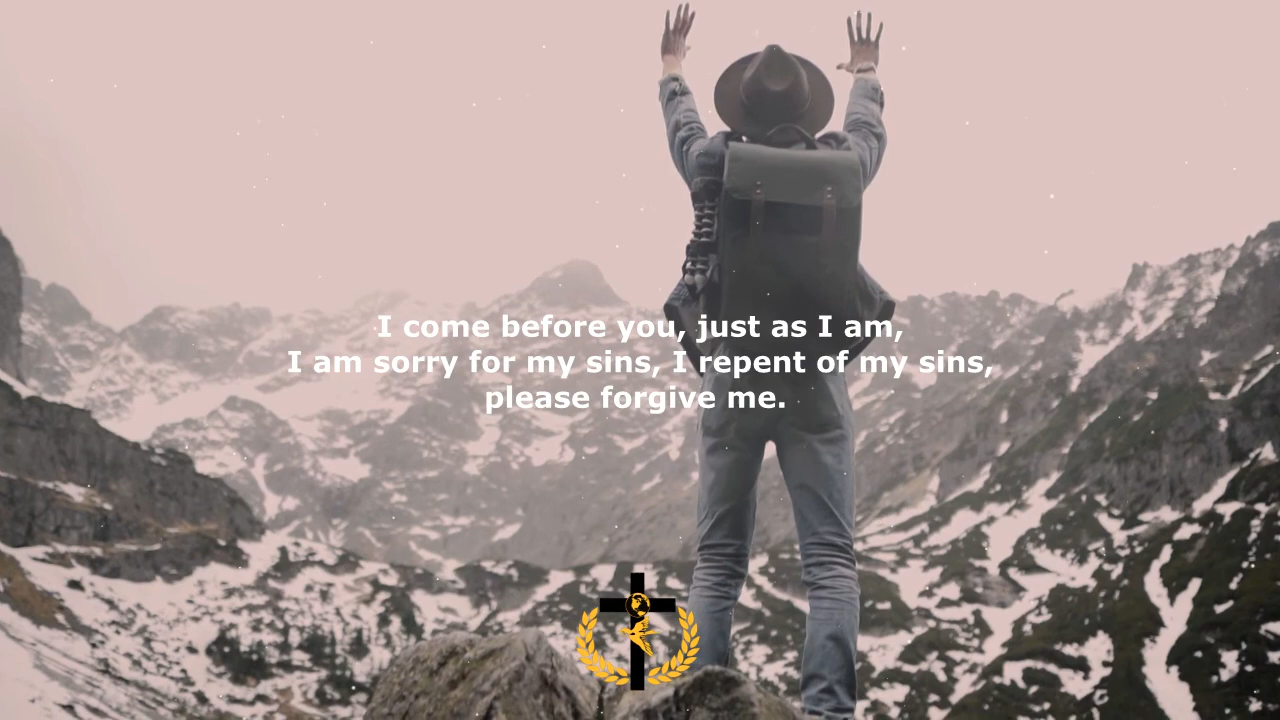 I come before you, just as I am,
I am sorry for my sins, I repent of my sins,
please forgive me.